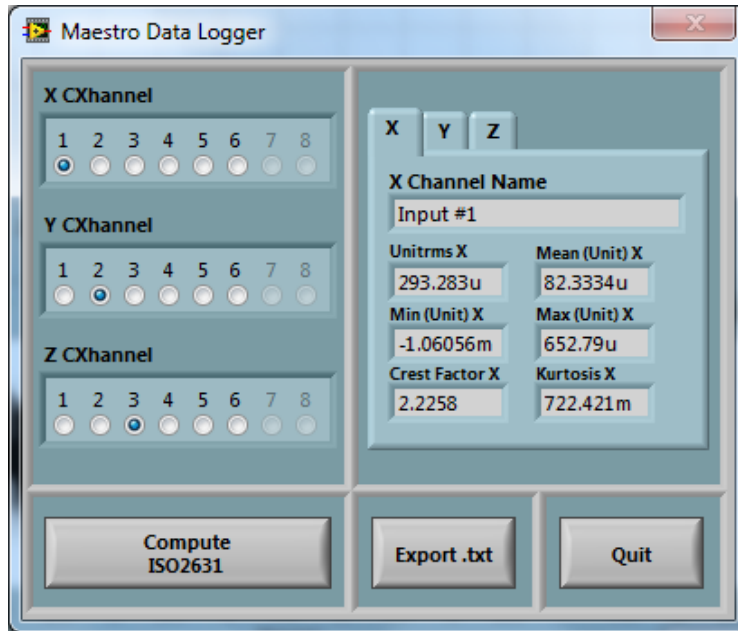 Maestro Data Logger
X CXhannel
1 2 3 4 5 6 7 8
Y CXhannel
1 2 3 4 5 6 7 8
Z CXhannel
1 2 3 4 5 6 7 8
X Y Z
X Channel Name
Input #1
Unitrms X Mean (Unit) X
293.283u 82.3334u
Min (Unit) X Max (Unit) X
-1.06056m 652.79u
Crest Factor X Kurtosis X
2.2258 722.421m
Compute
ISO2631
Export .txt
Quit